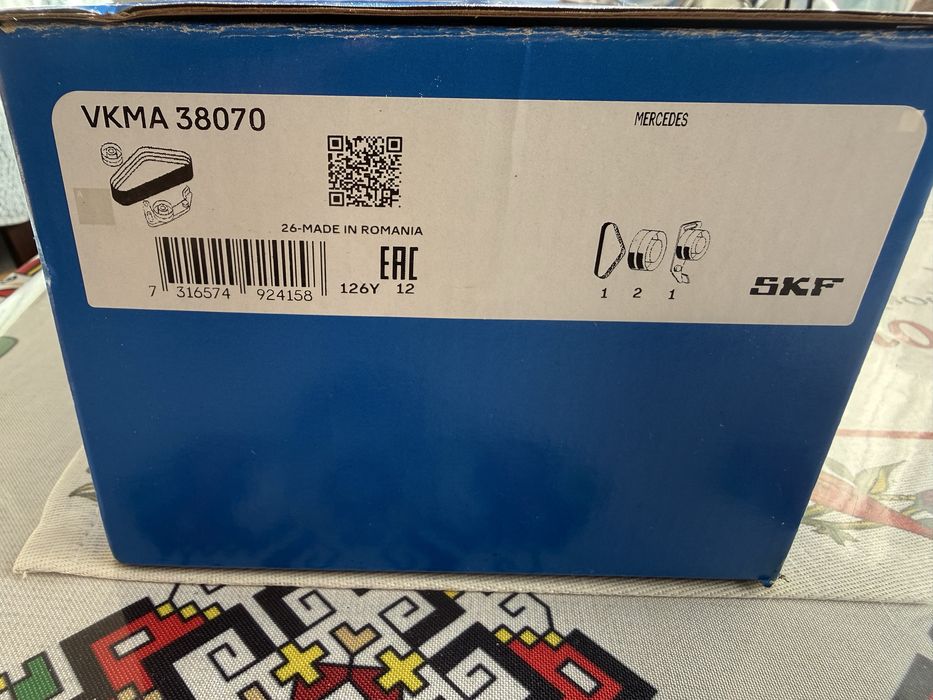 VKMA 38070
MERCEDES
26-MADE IN ROMANIA
EAC
7 316574 924158
126Y 12
1 2 1
SKF